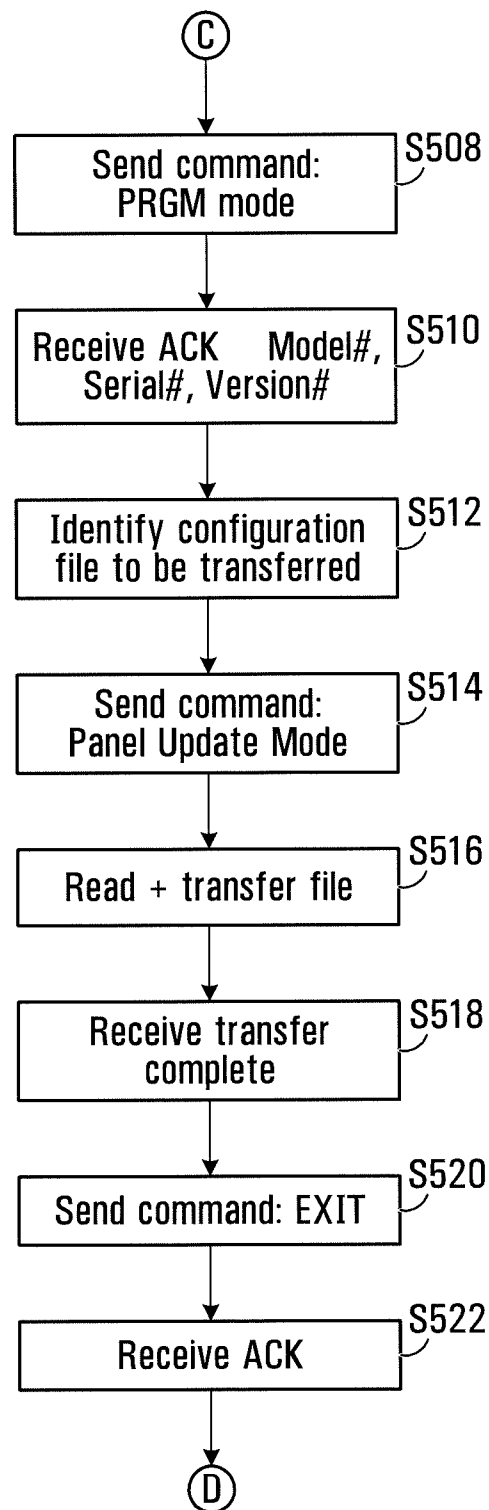 C
S508
Send command:
PRGM mode
S510
Receive ACK Model#,
Serial#, Version#
S512
Identify configuration
file to be transferred
S514
Send command:
Panel Update Mode
S516
Read + transfer file
S518
Receive transfer
complete
S520
Send command: EXIT
S522
Receive ACK
D